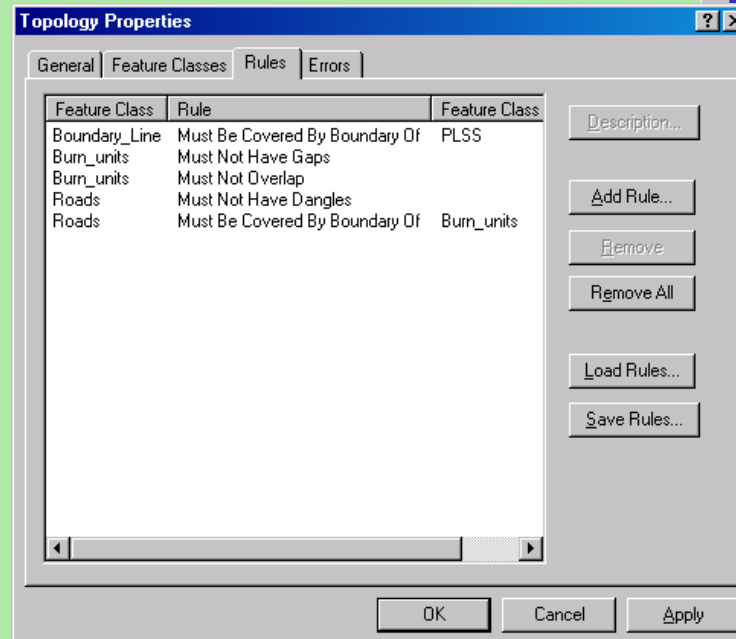 Topology Properties
General Feature Classes Rules Errors
Feature Class Rule Feature Class
Boundary_Line Must Be Covered By Boundary Of PLSS
Burn_units Must Not Have Gaps
Burn_units Must Not Overlap
Roads Must Not Have Dangles
Roads Must Be Covered By Boundary Of Burn_units
Description...
Add Rule...
Remove
Remove All
Load Rules...
Save Rules...
OK Cancel Apply